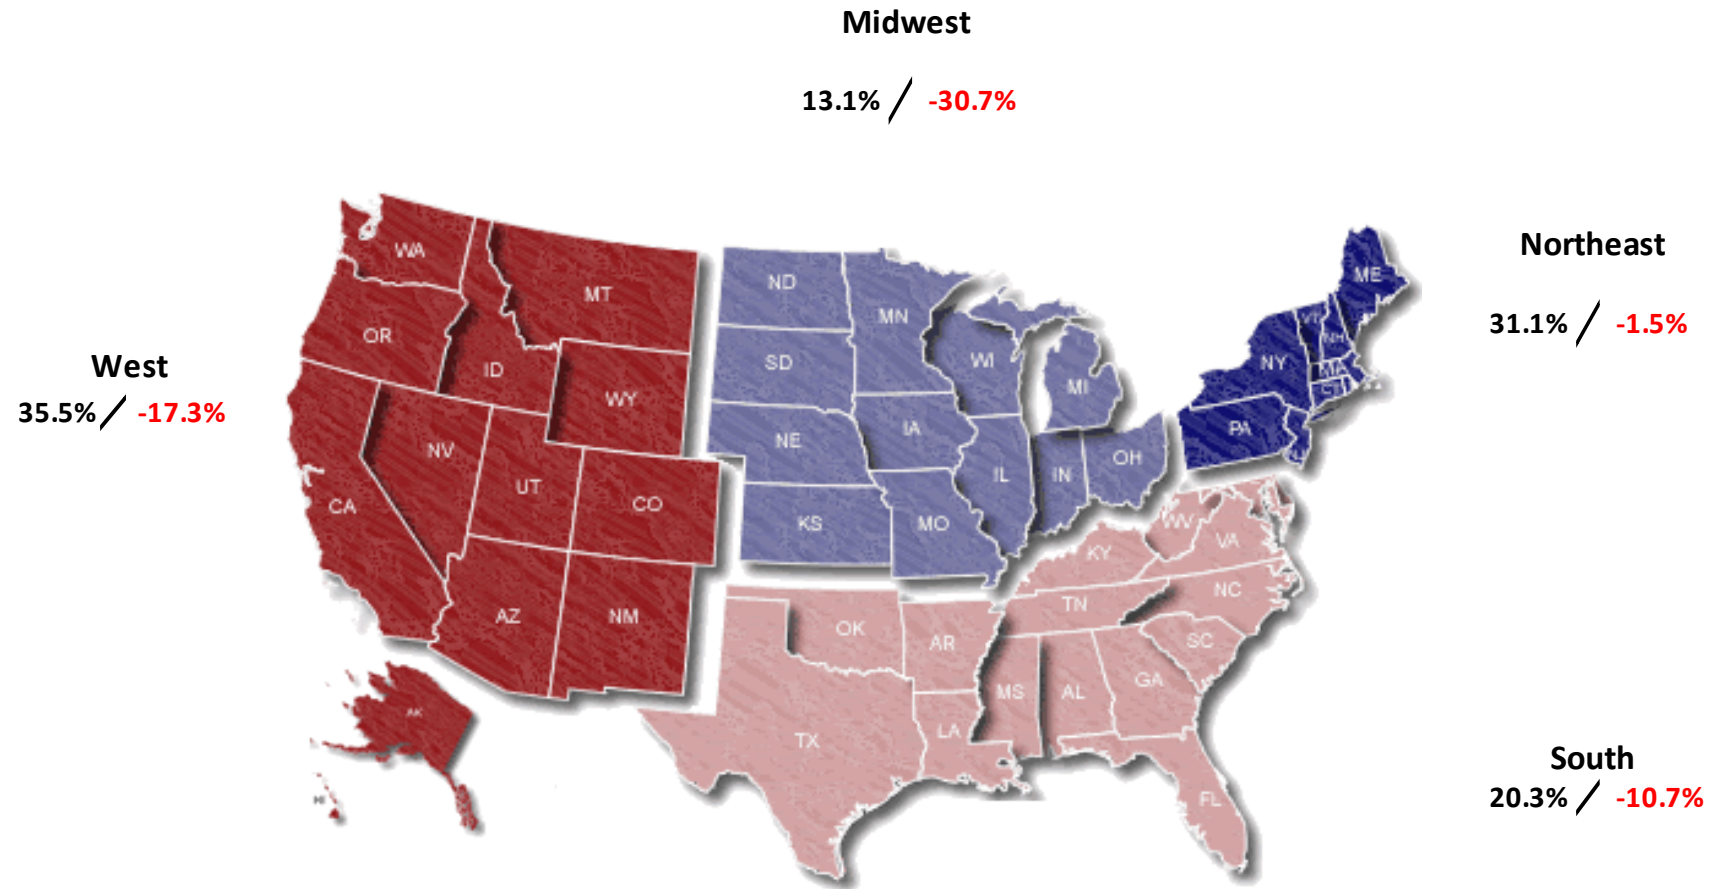 Midwest
13.1% / -30.7%
Northeast
31.1% / -1.5%
West
35.5% / -17.3%
South
20.3% / -10.7%
WA
MT
ND
MN
ME
OR
ID
SD
WI
VT
NH
NY
MA
CT
WY
MI
NV
NE
IA
PA
NJ
UT
CO
IL
IN
OH
CA
KS
MO
WV
VA
KY
AZ
NM
OK
AR
TN
NC
SC
MS
AL
GA
AK
TX
LA
FL
HI